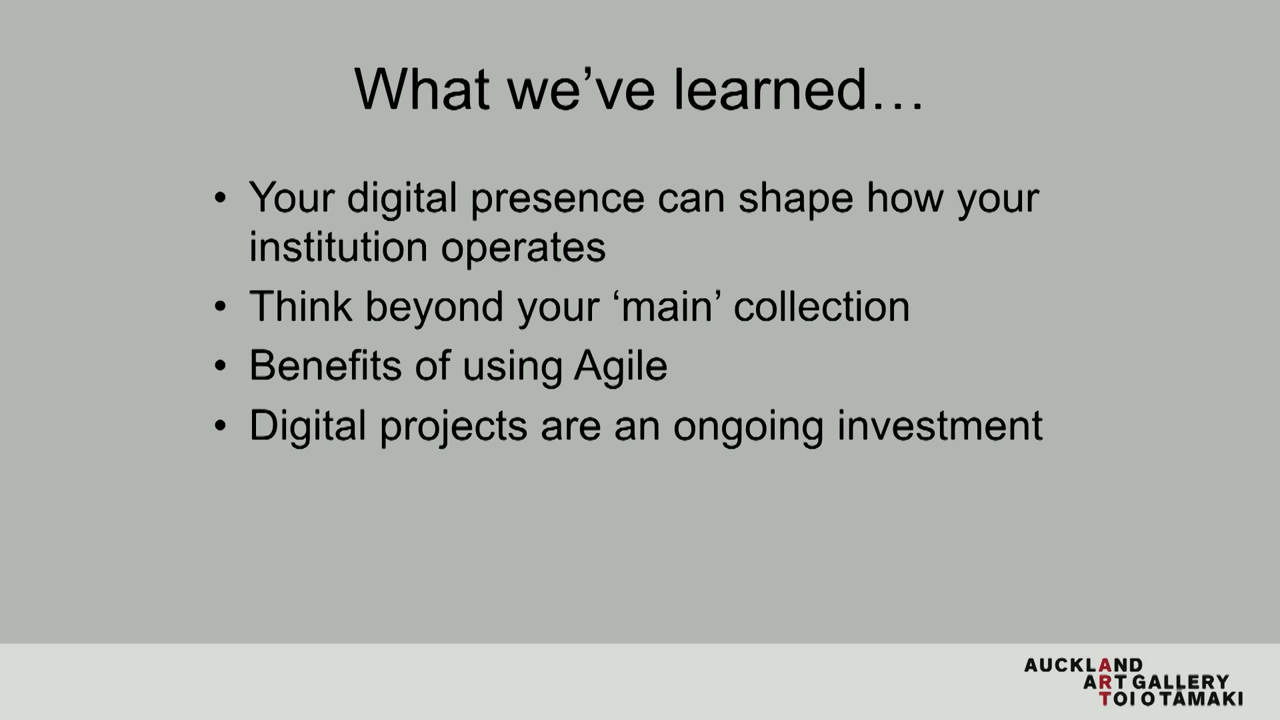 What we’ve learned…
• Your digital presence can shape how your
institution operates
• Think beyond your ‘main’ collection
• Benefits of using Agile
• Digital projects are an ongoing investment
AUCKLAND
ART GALLERY
TOI O TĀMAKI